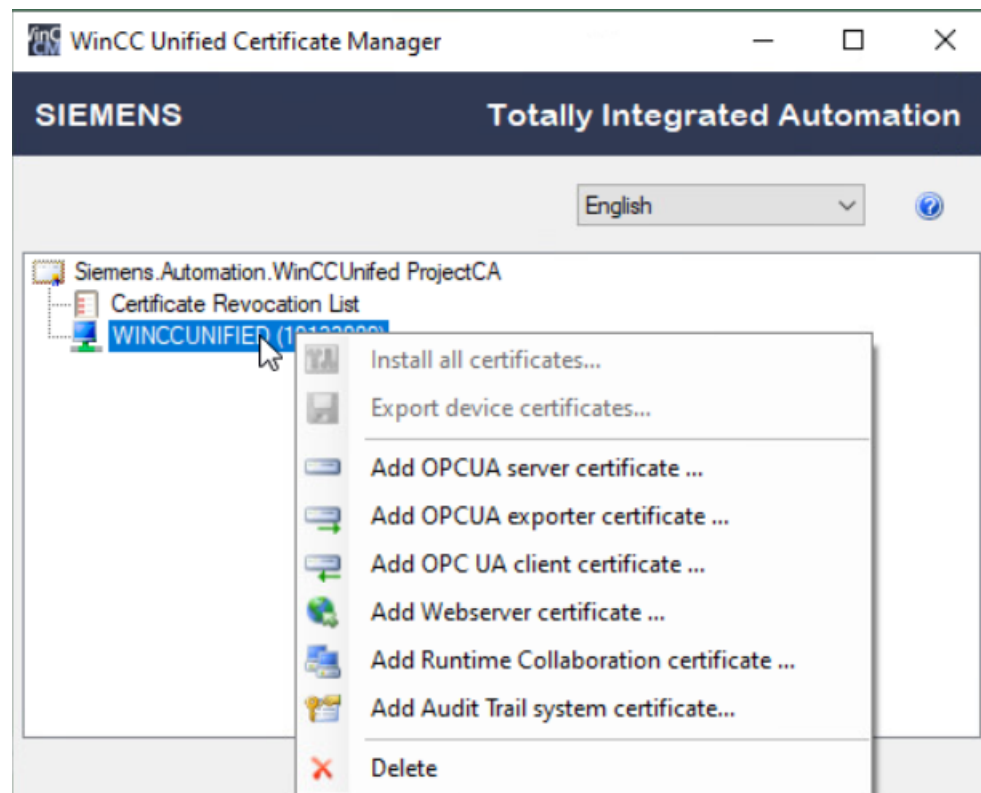 WinCC Unified Certificate Manager
SIEMENS Totally Integrated Automation
English
Siemens.Automation.WinCCUnifed ProjectCA
Certificate Revocation List
WINCCUNIFIED
Install all certificates...
Export device certificates...
Add OPCUA server certificate ...
Add OPCUA exporter certificate ...
Add OPC UA client certificate ...
Add Webserver certificate ...
Add Runtime Collaboration certificate ...
Add Audit Trail system certificate...
Delete